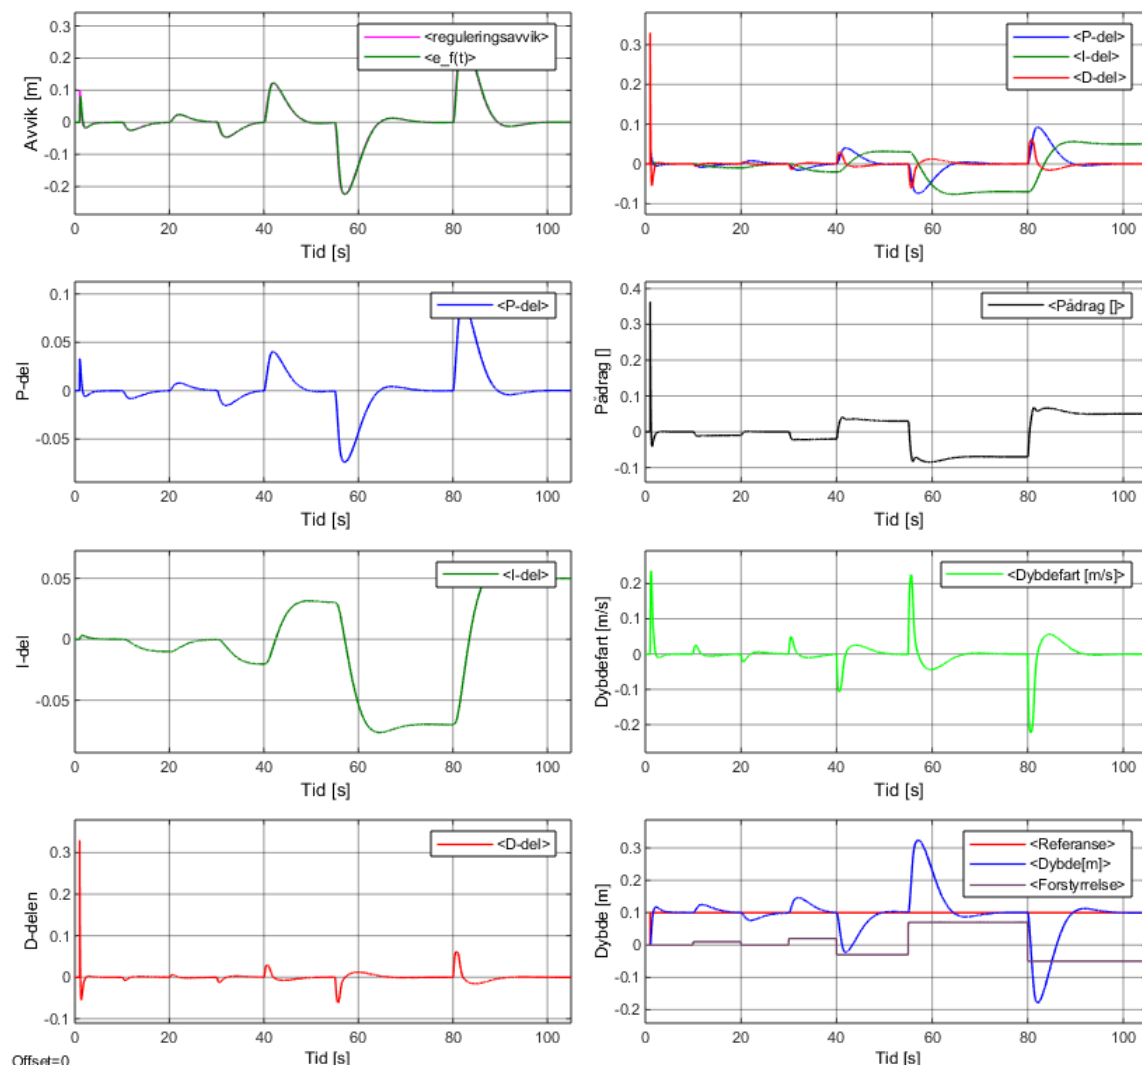 0.3
0.2
0.1
0
-0.1
-0.2
Avvik [m]
<reguleringsavvik>
<e_f(t)>
0 20 40 60 80 100
Tid [s]
0.3
0.2
0.1
0
-0.1
<P-del>
<I-del>
<D-del>
0 20 40 60 80 100
Tid [s]
0.1
0.05
0
-0.05
P-del
<P-del>
0 20 40 60 80 100
Tid [s]
0.4
0.3
0.2
0.1
0
-0.1
Pådrag []
<Pådrag []>
0 20 40 60 80 100
Tid [s]
0.05
0
-0.05
I-del
<I-del>
0 20 40 60 80 100
Tid [s]
0.2
0.1
0
-0.1
-0.2
Dybdefart [m/s]
<Dybdefart [m/s]>
0 20 40 60 80 100
Tid [s]
0.3
0.2
0.1
0
-0.1
D-delen
<D-del>
0 20 40 60 80 100
Tid [s]
0.3
0.2
0.1
0
-0.1
-0.2
Dybde [m]
<Referanse>
<Dybde[m]>
<Forstyrrelse>
0 20 40 60 80 100
Tid [s]
Offset=0